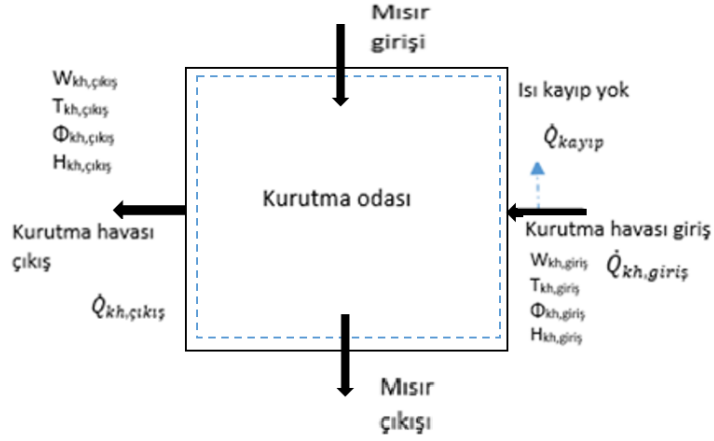 Mısır
girişi
Wkh,çıkış
Tkh,çıkış
Φkh,çıkış
Hkh,çıkış
Isı kayıp yok
Q̇kayıp
Kurutma odası
Kurutma havası
çıkış
Q̇kh,çıkış
Kurutma havası giriş
Wkh,giriş
Tkh,giriş
Φkh,giriş
Hkh,giriş
Q̇kh,giriş
Mısır
çıkışı